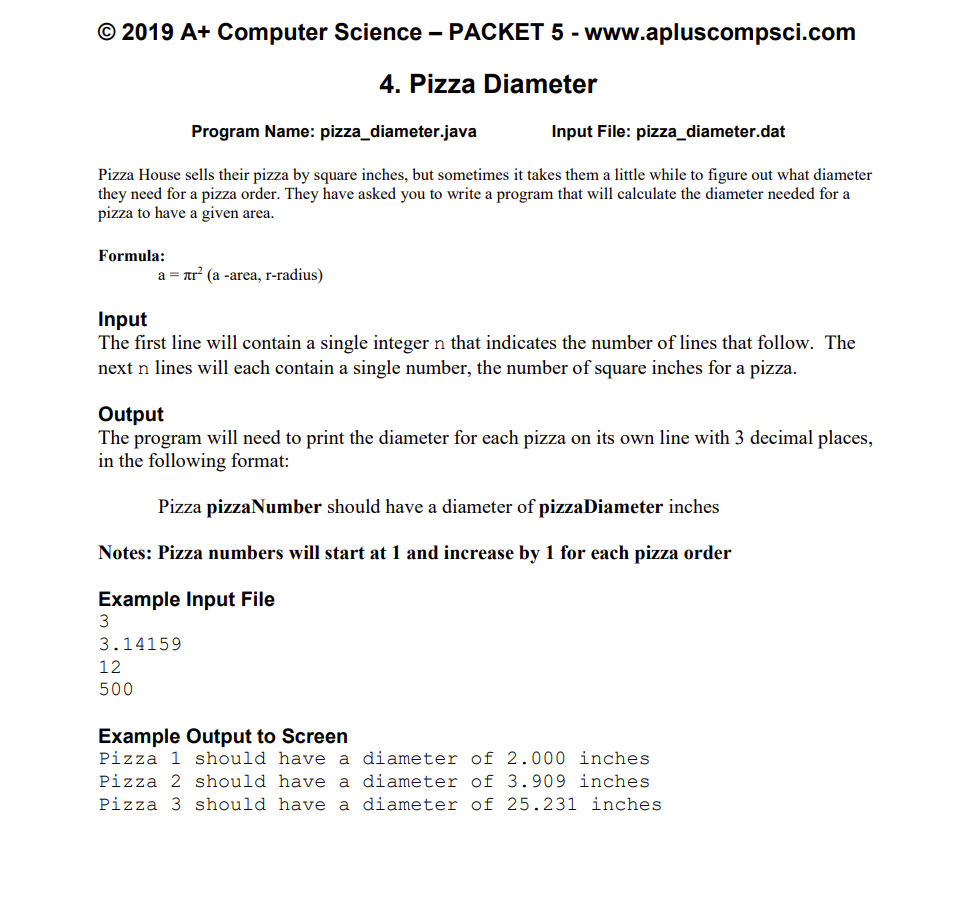 © 2019 A+ Computer Science – PACKET 5 - www.apluscompsci.com
4. Pizza Diameter
Program Name: pizza_diameter.java Input File: pizza_diameter.dat
Pizza House sells their pizza by square inches, but sometimes it takes them a little while to figure out what diameter
they need for a pizza order. They have asked you to write a program that will calculate the diameter needed for a
pizza to have a given area.
Formula:
a = πr² (a -area, r-radius)
Input
The first line will contain a single integer n that indicates the number of lines that follow. The
next n lines will each contain a single number, the number of square inches for a pizza.
Output
The program will need to print the diameter for each pizza on its own line with 3 decimal places,
in the following format:
Pizza pizzaNumber should have a diameter of pizzaDiameter inches
Notes: Pizza numbers will start at 1 and increase by 1 for each pizza order
Example Input File
3
3.14159
12
500
Example Output to Screen
Pizza 1 should have a diameter of 2.000 inches
Pizza 2 should have a diameter of 3.909 inches
Pizza 3 should have a diameter of 25.231 inches